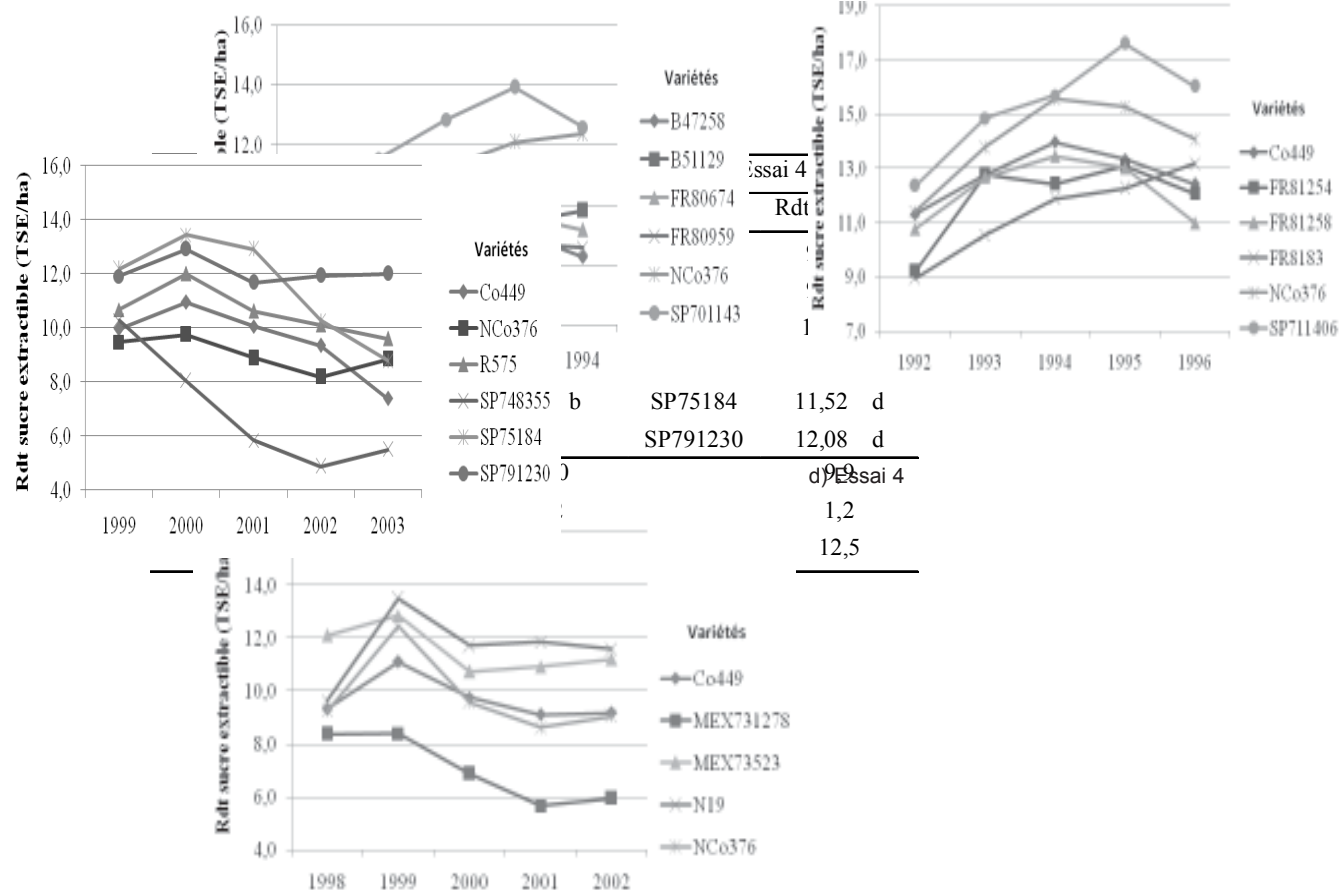 16,0
14,0
12,0
ble (TSE/ha)
Variétés
B47258
B51129
FR80674
FR80959
NCo376
SP701143
1994
19,0
17,0
15,0
13,0
11,0
9,0
7,0
Rdt sucre extractible (TSE/ha)
1992 1993 1994 1995 1996
Variétés
Co449
FR81254
FR81258
FR8183
NCo376
SP711406
Essai 4
Rdt
1
b SP75184 11,52 d
SP791230 12,08 d
0 9,9
d) Essai 4
1,2
12,5
16,0
14,0
12,0
10,0
8,0
6,0
4,0
Rdt sucre extractible (TSE/ha)
1999 2000 2001 2002 2003
Variétés
Co449
NCo376
R575
SP748355
SP75184
SP791230
14,0
12,0
10,0
8,0
6,0
4,0
Rdt sucre extractible (TSE/ha
1998 1999 2000 2001 2002
Variétés
Co449
MEX731278
MEX73523
N19
NCo376